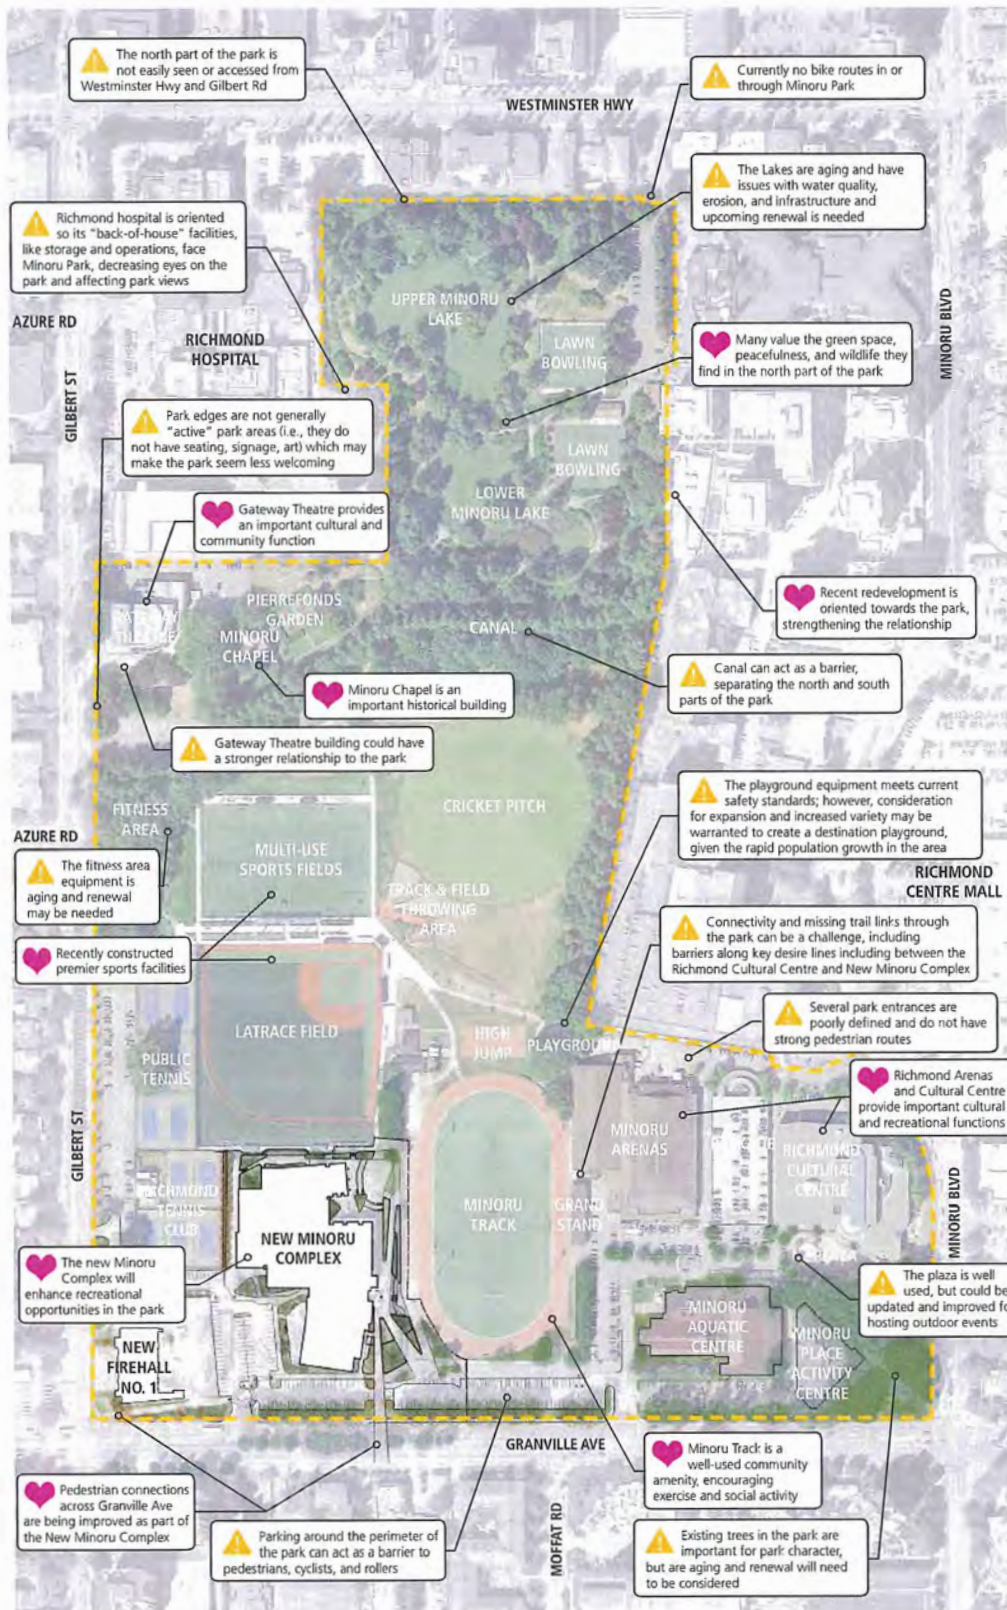 The north part of the park is
not easily seen or accessed from
Westminster Hwy and Gilbert Rd
Currently no bike routes in or
through Minoru Park
WESTMINSTER HWY
The Lakes are aging and have
issues with water quality,
erosion, and infrastructure and
upcoming renewal is needed
Richmond hospital is oriented
so its "back-of-house" facilities,
like storage and operations, face
Minoru Park, decreasing eyes on the
park and affecting park views
UPPER MINORU
LAKE
AZURE RD
RICHMOND
HOSPITAL
LAWN
BOWLING
Many value the green space,
peacefulness, and wildlife they
find in the north part of the park
MINORU BLVD
GILBERT ST
Park edges are not generally
"active" park areas (i.e., they do
not have seating, signage, art) which may
make the park seem less welcoming
LAWN
BOWLING
LOWER
MINORU LAKE
Gateway Theatre provides
an important cultural and
community function
Recent redevelopment is
oriented towards the park,
strengthening the relationship
GATEWAY
THEATRE
PIERREFONDS
GARDEN
MINORU
CHAPEL
CANAL
Canal can act as a barrier,
separating the north and south
parts of the park
Minoru Chapel is an
important historical building
Gateway Theatre building could have
a stronger relationship to the park
The playground equipment meets current
safety standards; however, consideration
for expansion and increased variety may be
warranted to create a destination playground,
given the rapid population growth in the area
CRICKET PITCH
FITNESS
AREA
AZURE RD
MULTI-USE
SPORTS FIELDS
The fitness area
equipment is
aging and renewal
may be needed
RICHMOND
CENTRE MALL
TRACK & FIELD
THROWING
AREA
Connectivity and missing trail links through
the park can be a challenge, including
barriers along key desire lines including between the
Richmond Cultural Centre and New Minoru Complex
Recently constructed
premier sports facilities
Several park entrances are
poorly defined and do not have
strong pedestrian routes
LATRACE FIELD
HIGH
JUMP
PLAYGROUND
PUBLIC
TENNIS
Richmond Arenas
and Cultural Centre
provide important cultural
and recreational functions
MINORU
ARENAS
RICHMOND
CULTURAL
CENTRE
GILBERT ST
RICHMOND
TENNIS
CLUB
MINORU
TRACK
GRAND
STAND
MINORU BLVD
NEW MINORU
COMPLEX
PLAZA
The new Minoru
Complex will
enhance recreational
opportunities in the park
The plaza is well
used, but could be
updated and improved fo
hosting outdoor events
MINORU
AQUATIC
CENTRE
MINORU
PLACE
ACTIVITY
CENTRE
NEW
FIREHALL
NO. 1
GRANVILLE AVE
Minoru Track is a
well-used community
amenity, encouraging
exercise and social activity
Pedestrian connections
across Granville Ave
are being improved as part of
the New Minoru Complex
Parking around the perimeter of
the park can act as a barrier to
pedestrians, cyclists, and rollers
MOFFAT RD
Existing trees in the park are
important for park character,
but are aging and renewal will need
to be considered